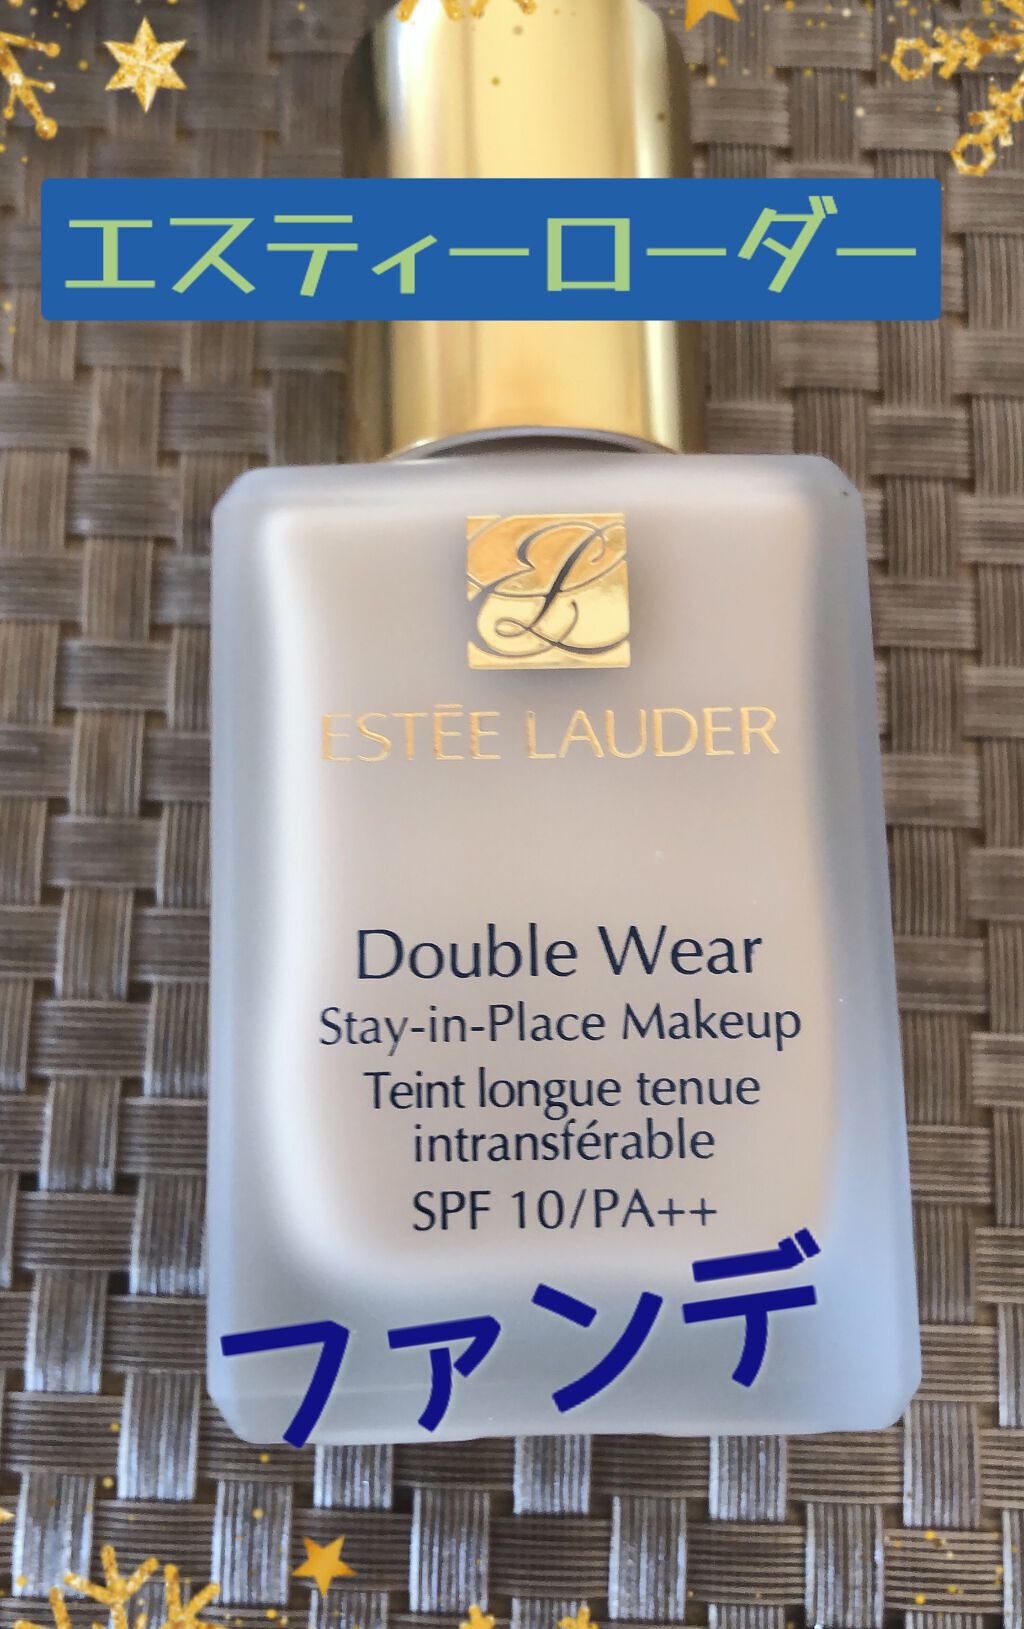 エスティーローダー
ESTĒE LAUDER
Double Wear
Stay-in-Place Makeup
Teint longue tenue
intransférable
SPF 10/PA++
ファンデ